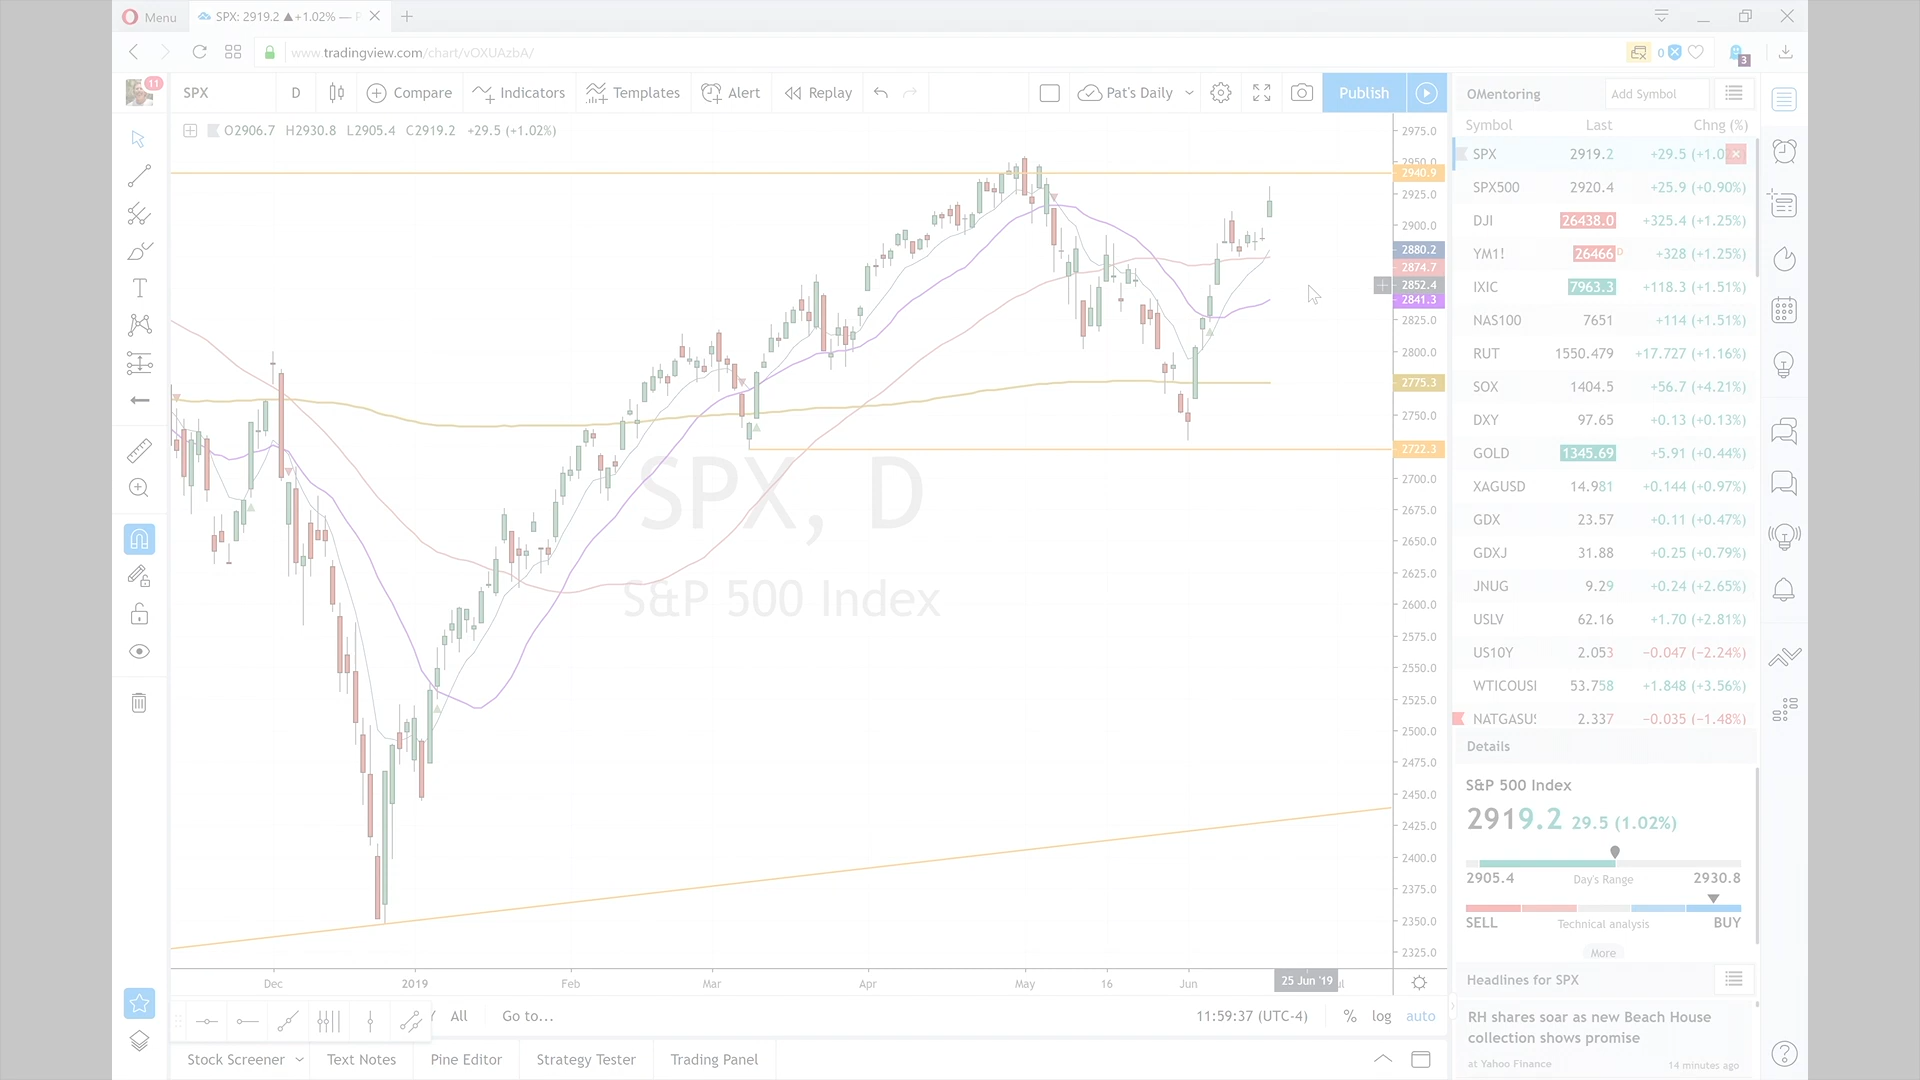 Menu
SPX: 2919.2 ▲+1.02% —
www.tradingview.com/chart/vOXUAzbA/
0
3
11
SPX
D
Compare
Indicators
Templates
Alert
Replay
Pat's Daily
Publish
O2906.7 H2930.8 L2905.4 C2919.2 +29.5 (+1.02%)
SPX, D
S&P 500 Index
2975.0
2950.0
2940.9
2925.0
2900.0
2880.2
2874.7
2852.4
2841.3
2825.0
2800.0
2775.3
2750.0
2722.3
2700.0
2675.0
2650.0
2625.0
2600.0
2575.0
2550.0
2525.0
2500.0
2475.0
2450.0
2425.0
2400.0
2375.0
2350.0
2325.0
Dec
2019
Feb
Mar
Apr
May
16
Jun
25 Jun '19
All
Go to...
11:59:37 (UTC-4)
%
log
auto
Stock Screener
Text Notes
Pine Editor
Strategy Tester
Trading Panel
OMentoring
Add Symbol
Symbol Last Chng (%)
SPX 2919.2 +29.5 (+1.0
SPX500 2920.4 +25.9 (+0.90%)
DJI 26438.0 +325.4 (+1.25%)
YM1! 26466 D +328 (+1.25%)
IXIC 7963.3 +118.3 (+1.51%)
NAS100 7651 +114 (+1.51%)
RUT 1550.479 +17.727 (+1.16%)
SOX 1404.5 +56.7 (+4.21%)
DXY 97.65 +0.13 (+0.13%)
GOLD 1345.69 +5.91 (+0.44%)
XAGUSD 14.981 +0.144 (+0.97%)
GDX 23.57 +0.11 (+0.47%)
GDXJ 31.88 +0.25 (+0.79%)
JNUG 9.29 +0.24 (+2.65%)
USLV 62.16 +1.70 (+2.81%)
US10Y 2.053 −0.047 (−2.24%)
WTICOUSI 53.758 +1.848 (+3.56%)
NATGASU 2.337 −0.035 (−1.48%)
Details
S&P 500 Index
2919.2 29.5 (1.02%)
2905.4 Day's Range 2930.8
SELL Technical analysis BUY
More
Headlines for SPX
RH shares soar as new Beach House
collection shows promise
at Yahoo Finance 14 minutes ago